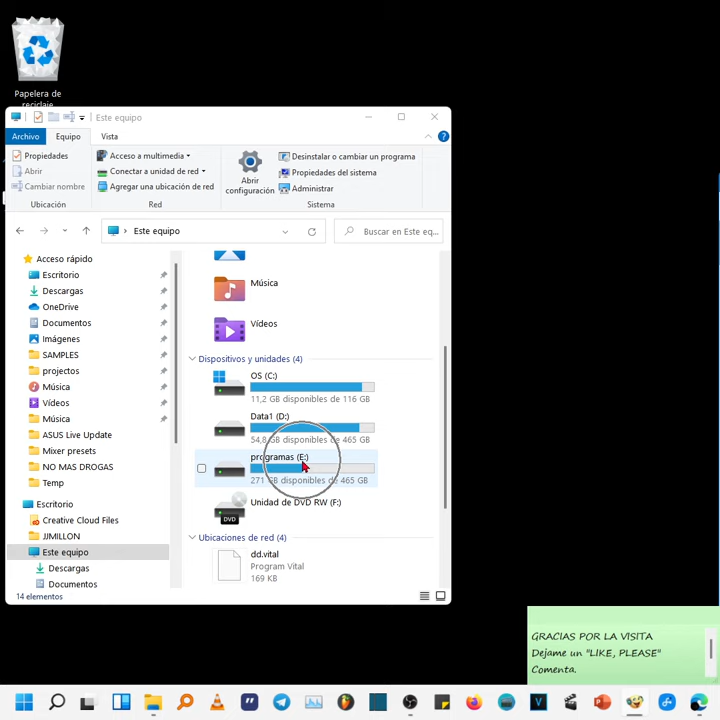 Papelera de
reciclaje
Este equipo
Archivo
Equipo
Vista
Propiedades
Abrir
Cambiar nombre
Ubicación
Acceso a multimedia
Conectar a unidad de red
Agregar una ubicación de red
Red
Abrir
configuración
Desinstalar o cambiar un programa
Propiedades del sistema
Administrar
Sistema
Este equipo
Buscar en Este eq...
Acceso rápido
Escritorio
Descargas
OneDrive
Documentos
Imágenes
SAMPLES
projectos
Música
Vídeos
Música
ASUS Live Update
Mixer presets
NO MAS DROGAS
Temp
Escritorio
Creative Cloud Files
JJMILLON
Este equipo
Descargas
Documentos
Música
Vídeos
Dispositivos y unidades (4)
OS (C:)
11,2 GB disponibles de 116 GB
Data1 (D:)
54,8 GB disponibles de 465 GB
programas (E:)
271 GB disponibles de 465 GB
Unidad de DVD RW (F:)
DVD
Ubicaciones de red (4)
dd.vital
Program Vital
169 KB
14 elementos
GRACIAS POR LA VISITA
Dejame un "LIKE, PLEASE"
Comenta.